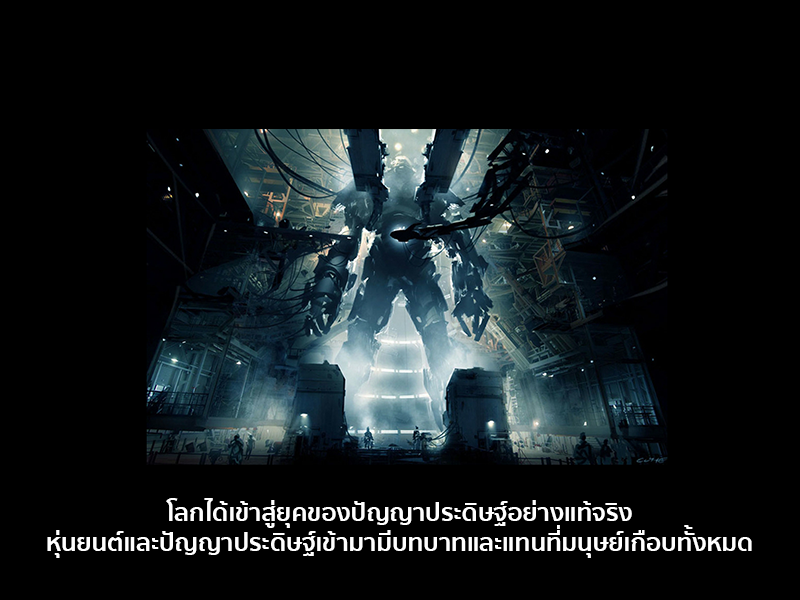 โลกได้เข้าสู่ยุคของปัญญาประดิษฐ์อย่างแท้จริง
หุ่นยนต์และปัญญาประดิษฐ์เข้ามามีบทบาทและแทนที่มนุษย์เกือบทั้งหมด